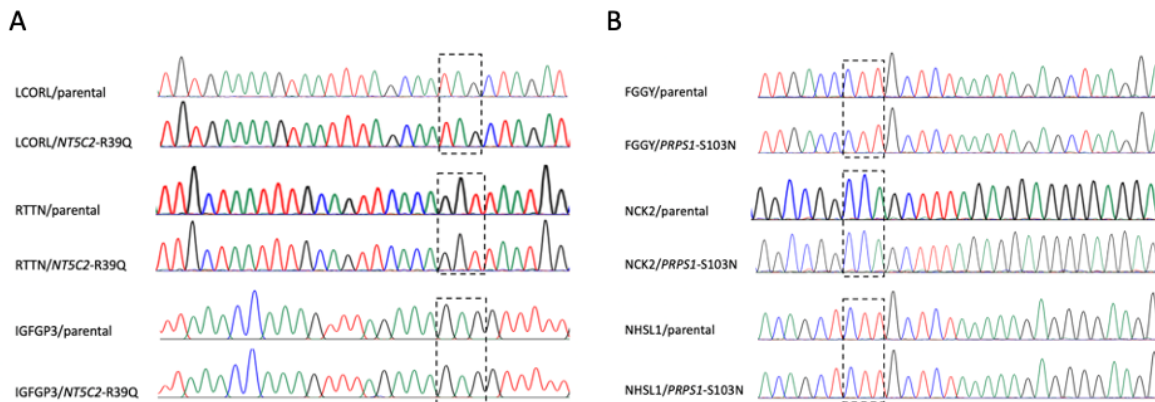 A
B
LCORL/parental
LCORL/NT5C2-R39Q
RTTN/parental
RTTN/NT5C2-R39Q
IGFGP3/parental
IGFGP3/NT5C2-R39Q
FGGY/parental
FGGY/PRPS1-S103N
NCK2/parental
NCK2/PRPS1-S103N
NHSL1/parental
NHSL1/PRPS1-S103N